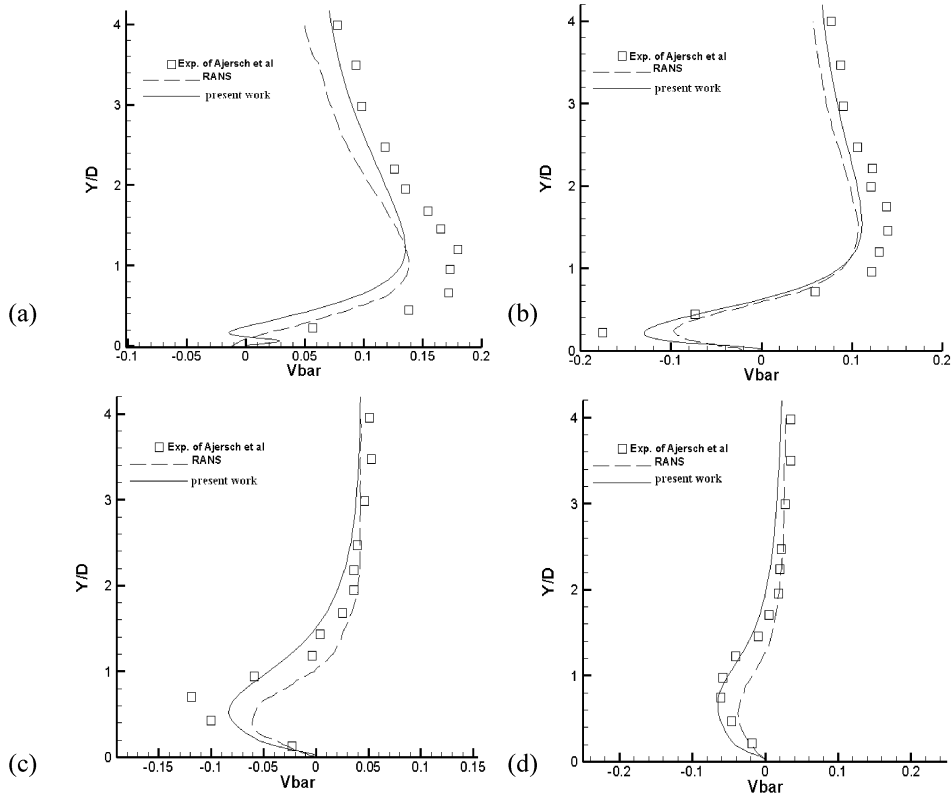 (a)
4
3
2
1
0
Y/D
Exp. of Ajersch et al
RANS
present work
-0.1
-0.05
0
0.05
0.1
0.15
0.2
Vbar
(b)
4
3
2
1
0
Y/D
Exp. of Ajersch et al
RANS
present work
-0.2
-0.1
0
0.1
0.2
Vbar
(c)
4
3
2
1
0
Y/D
Exp. of Ajersch et al
RANS
present work
-0.15
-0.1
-0.05
0
0.05
0.1
0.15
Vbar
(d)
4
3
2
1
0
Y/D
Exp. of Ajersch et al
RANS
present work
-0.2
-0.1
0
0.1
0.2
Vbar